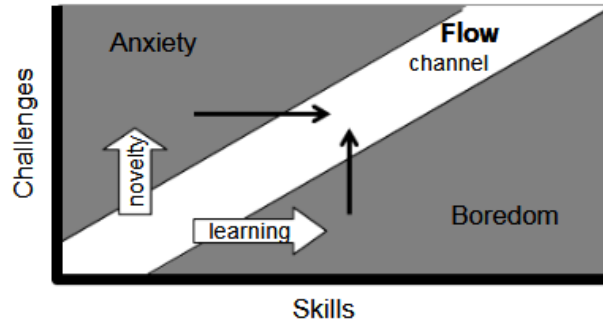 Flow
channel
Anxiety
Challenges
novelty
learning
Boredom
Skills